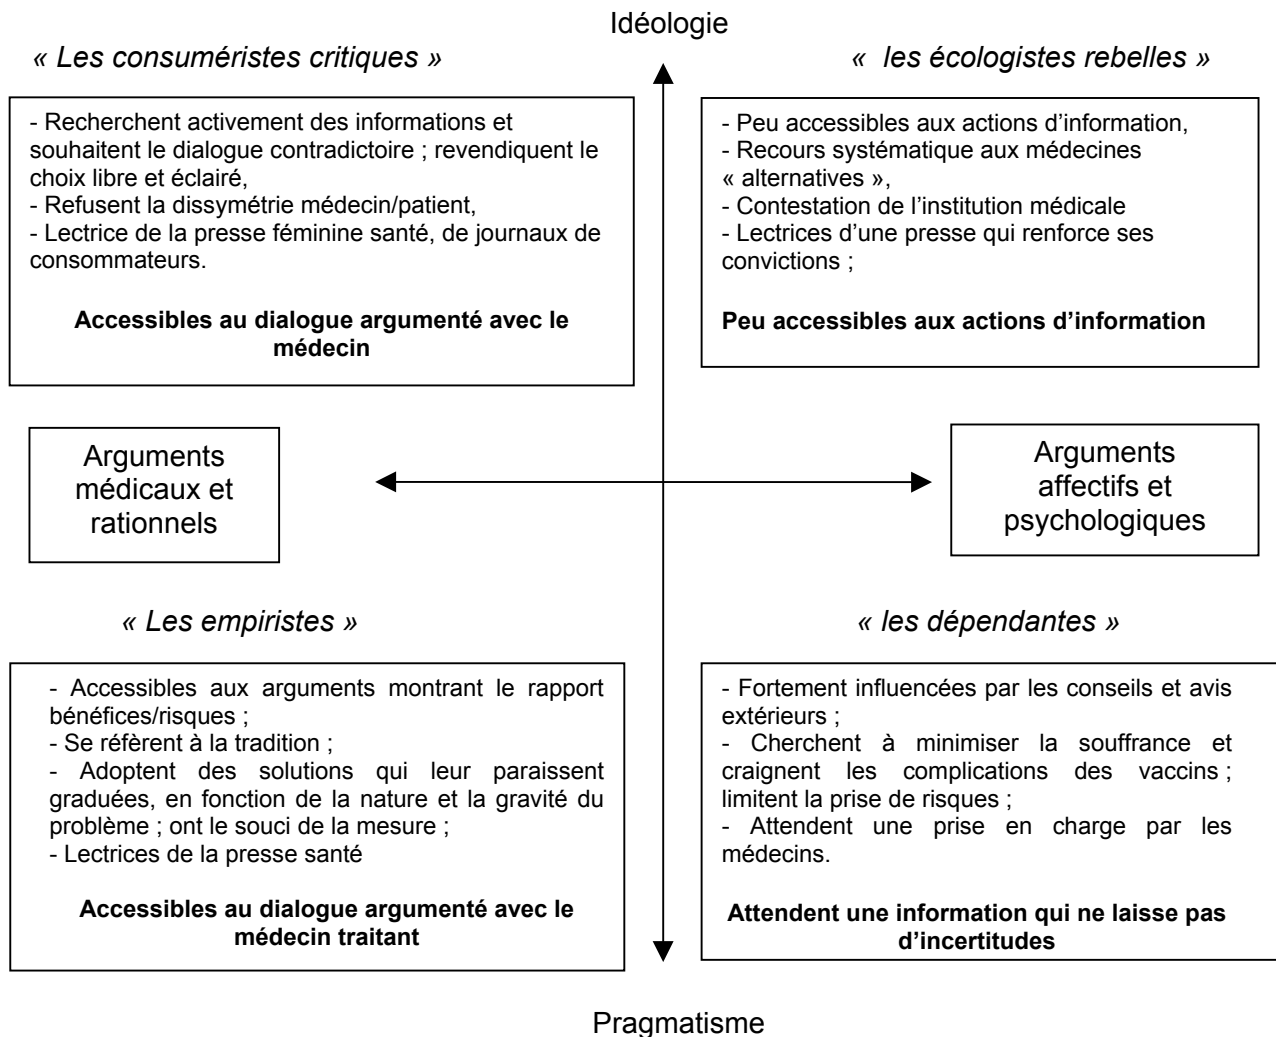 Idéologie
« Les consuméristes critiques »
« les écologistes rebelles »
- Recherchent activement des informations et
souhaitent le dialogue contradictoire ; revendiquent le
choix libre et éclairé,
- Refusent la dissymétrie médecin/patient,
- Lectrice de la presse féminine santé, de journaux de
consommateurs.
Accessibles au dialogue argumenté avec le
médecin
- Peu accessibles aux actions d’information,
- Recours systématique aux médecines
« alternatives »,
- Contestation de l’institution médicale
- Lectrices d’une presse qui renforce ses
convictions ;
Peu accessibles aux actions d’information
Arguments
médicaux et
rationnels
Arguments
affectifs et
psychologiques
« Les empiristes »
« les dépendantes »
- Accessibles aux arguments montrant le rapport
bénéfices/risques ;
- Se réfèrent à la tradition ;
- Adoptent des solutions qui leur paraissent
graduées, en fonction de la nature et la gravité du
problème ; ont le souci de la mesure ;
- Lectrices de la presse santé
Accessibles au dialogue argumenté avec le
médecin traitant
- Fortement influencées par les conseils et avis
extérieurs ;
- Cherchent à minimiser la souffrance et
craignent les complications des vaccins ;
limitent la prise de risques ;
- Attendent une prise en charge par les
médecins.
Attendent une information qui ne laisse pas
d’incertitudes
Pragmatisme